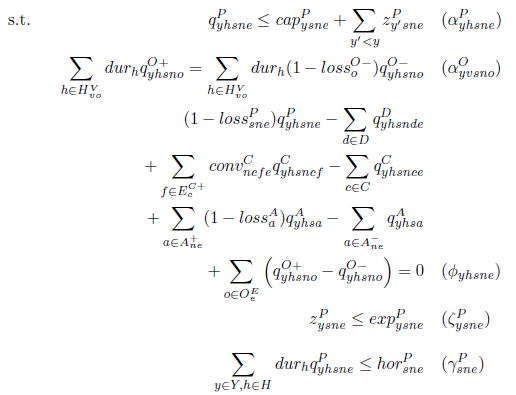 s.t. q^P_{yhsne} ≤ cap^P_{ysne} + ∑_{y'<y} z^P_{y'sne} (α^P_{yhsne})
∑_{h∈H^V_{vo}} dur_h q^{O+}_{yhsno} = ∑_{h∈H^V_{vo}} dur_h(1 − loss^{O−}_o)q^{O−}_{yhsno} (α^O_{yvsno})
(1 − loss^P_{sne})q^P_{yhsne} − ∑_{d∈D} q^D_{yhsnde}
+ ∑_{f∈E^{C+}_c} conv^C_{ncfe} q^C_{yhsncf} − ∑_{c∈C} q^C_{yhsnce}
+ ∑_{a∈A^+_{ne}} (1 − loss^A_a)q^A_{yhsa} − ∑_{a∈A^−_{ne}} q^A_{yhsa}
+ ∑_{o∈O^E_e} (q^{O+}_{yhsno} − q^{O−}_{yhsno}) = 0 (ϕ_{yhsne})
z^P_{ysne} ≤ exp^P_{ysne} (ζ^P_{ysne})
∑_{y∈Y,h∈H} dur_h q^P_{yhsne} ≤ hor^P_{sne} (γ^P_{sne})